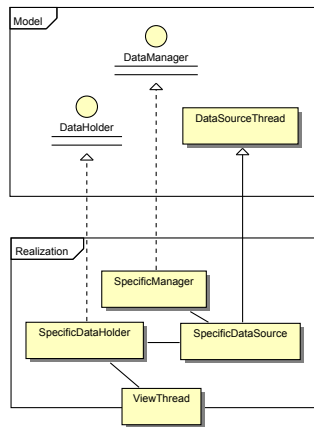 Model
DataManager
DataHolder
DataSourceThread
Realization
SpecificManager
SpecificDataHolder
SpecificDataSource
ViewThread